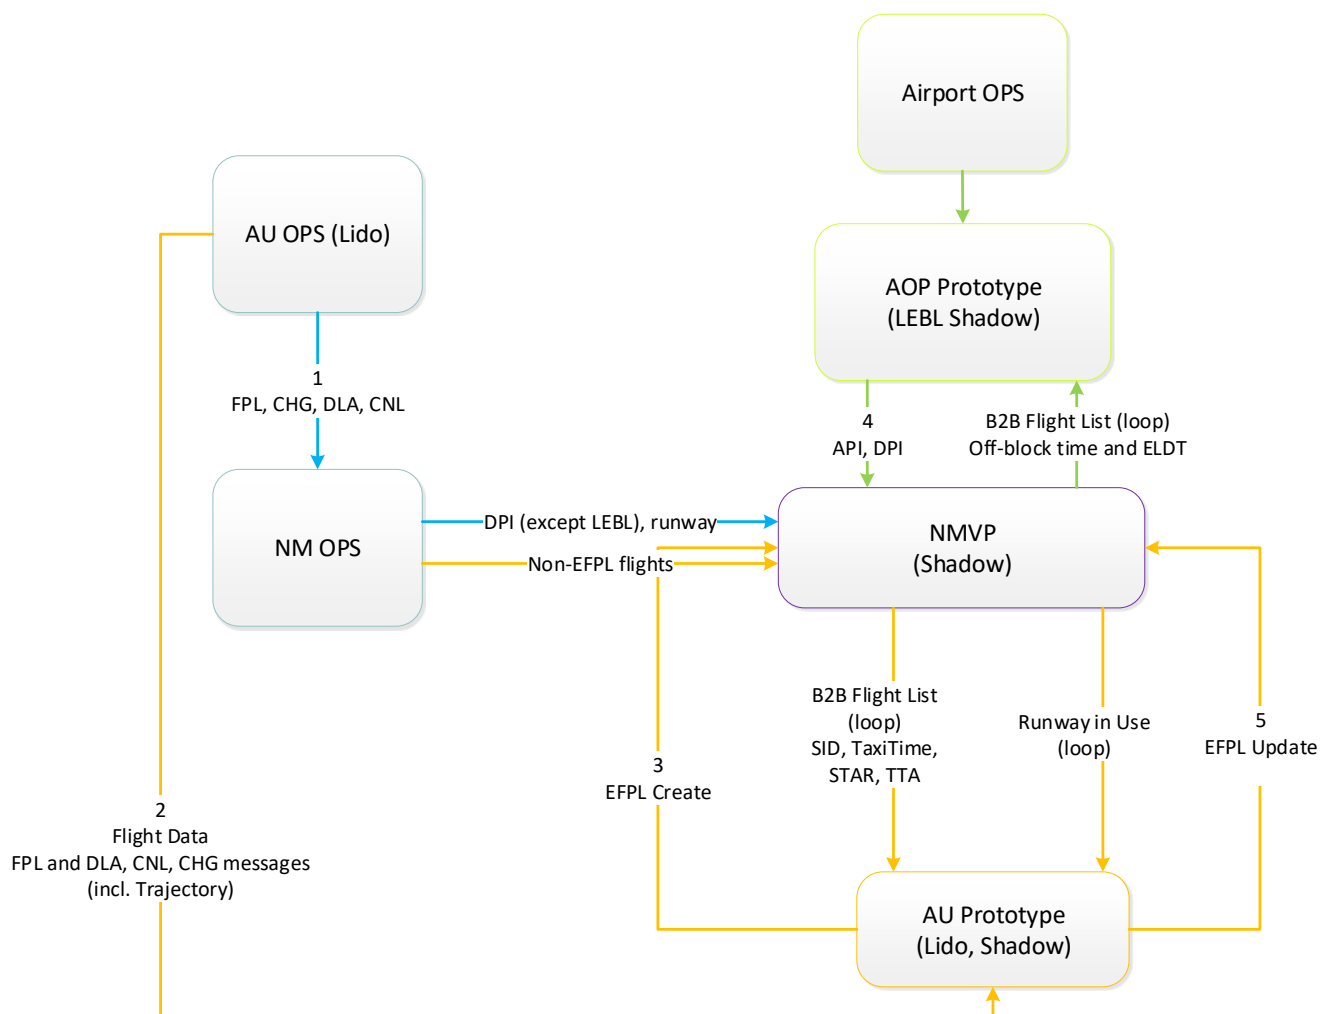 Airport OPS
AU OPS (Lido)
AOP Prototype
(LEBL Shadow)
1
FPL, CHG, DLA, CNL
4
API, DPI
B2B Flight List (loop)
Off-block time and ELDT
NM OPS
DPI (except LEBL), runway
Non-EFPL flights
NMVP
(Shadow)
B2B Flight List
(loop)
SID, TaxiTime,
STAR, TTA
Runway in Use
(loop)
5
EFPL Update
3
EFPL Create
2
Flight Data
FPL and DLA, CNL, CHG messages
(incl. Trajectory)
AU Prototype
(Lido, Shadow)